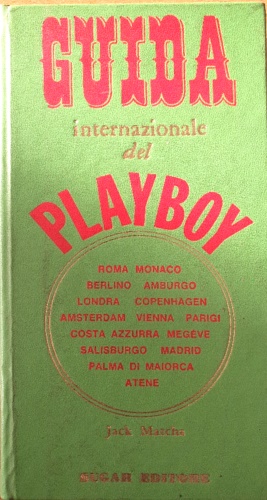 GUIDA
internazionale
del
PLAYBOY
ROMA MONACO
BERLINO AMBURGO
LONDRA COPENHAGEN
AMSTERDAM VIENNA PARIGI
COSTA AZZURRA MEGÈVE
SALISBURGO MADRID
PALMA DI MAIORCA
ATENE
jack
SUGAR EDITORE